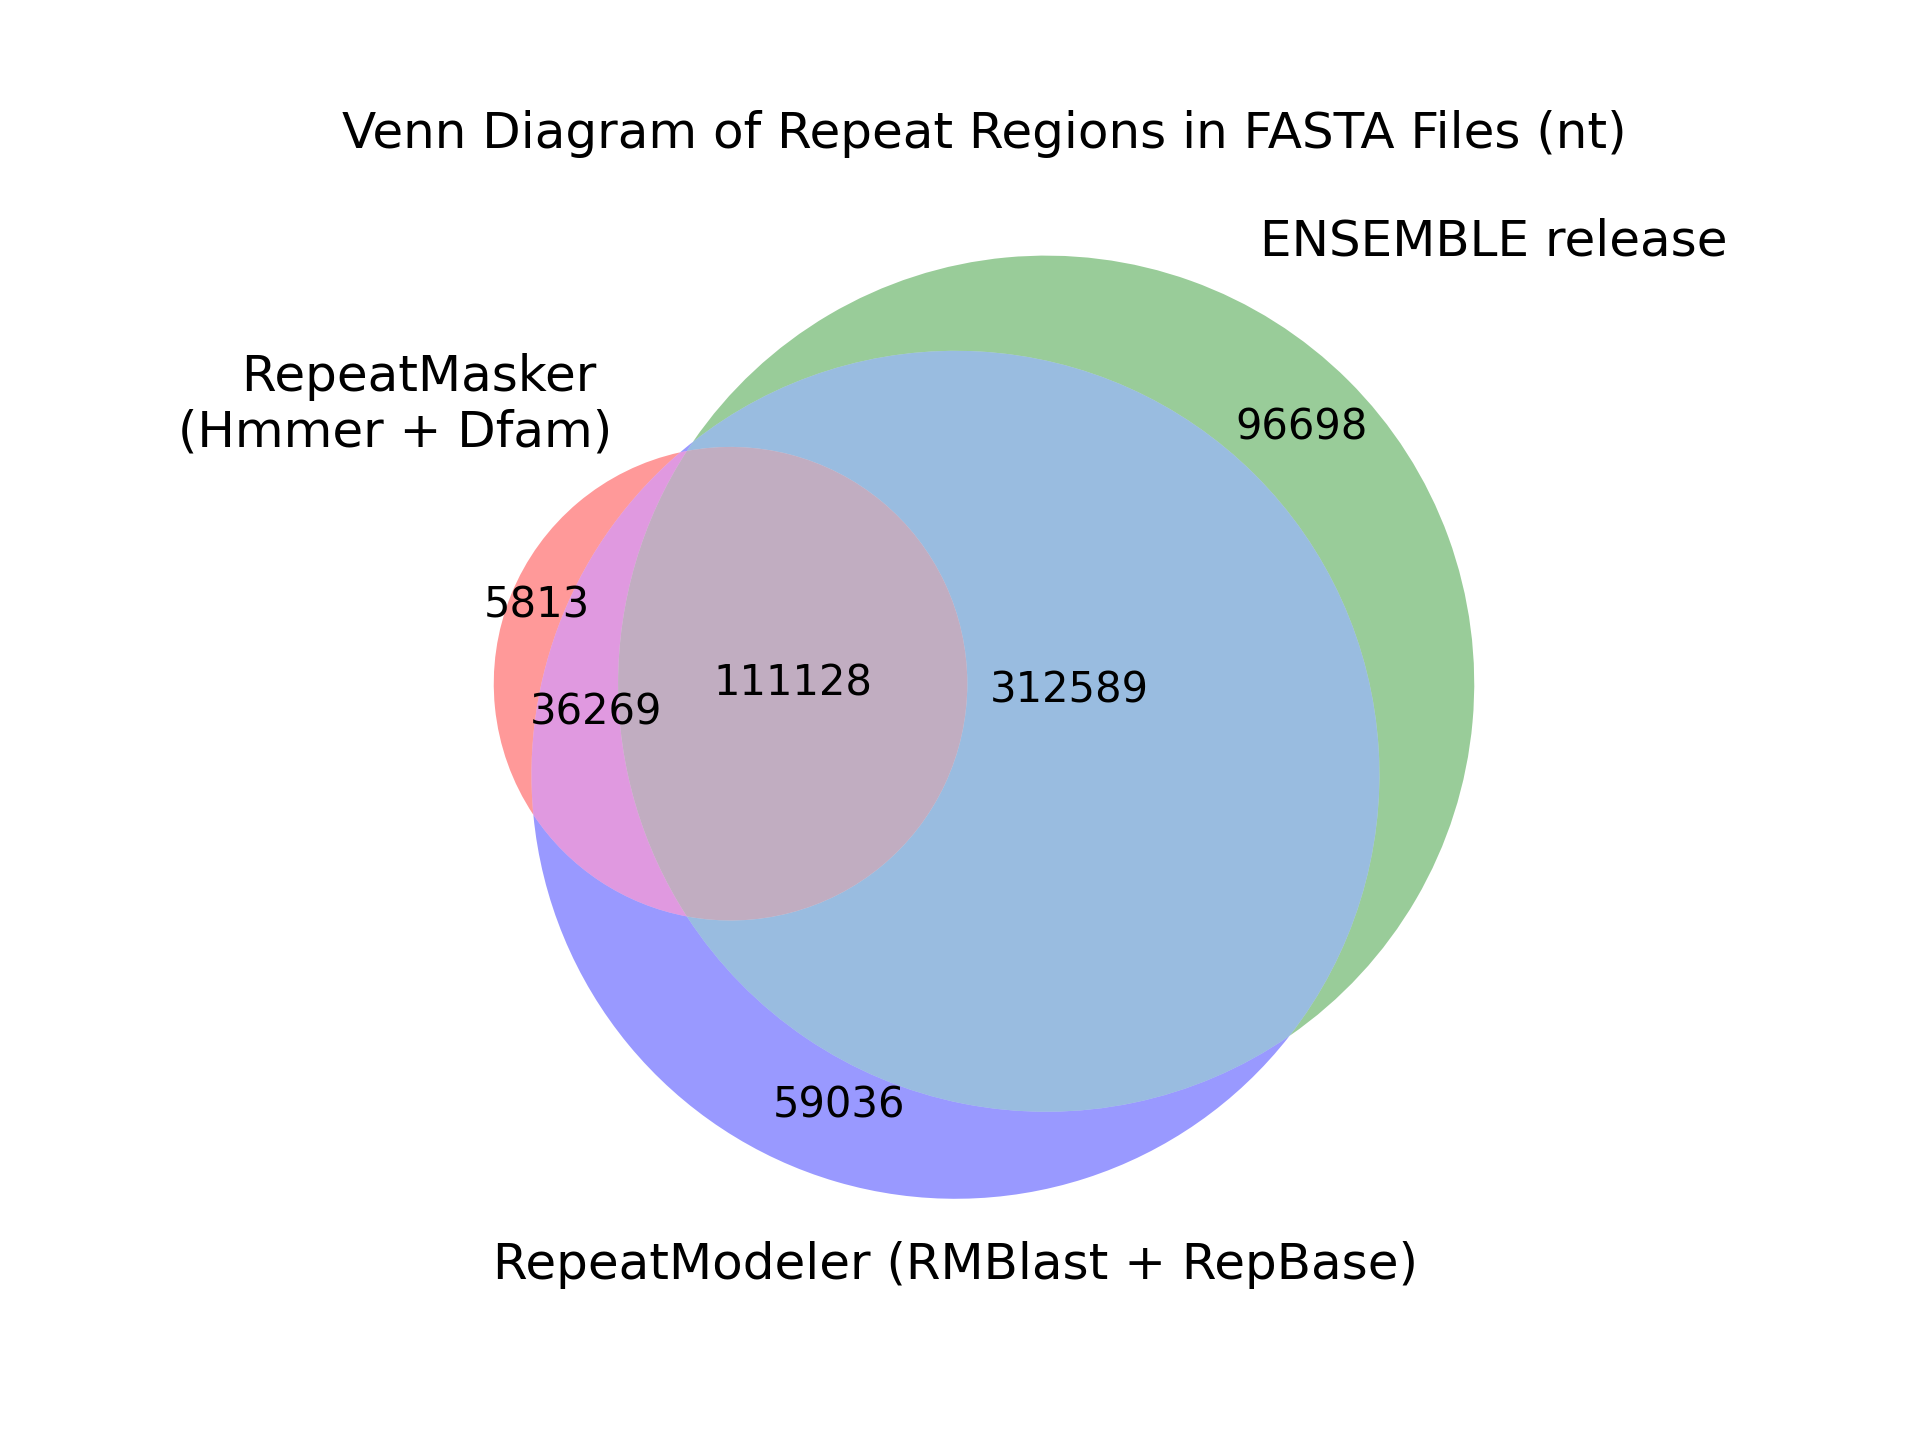 Venn Diagram of Repeat Regions in FASTA Files (nt)
ENSEMBLE release
RepeatMasker
(Hmmer + Dfam)
96698
5813
111128
312589
36269
59036
RepeatModeler (RMBlast + RepBase)